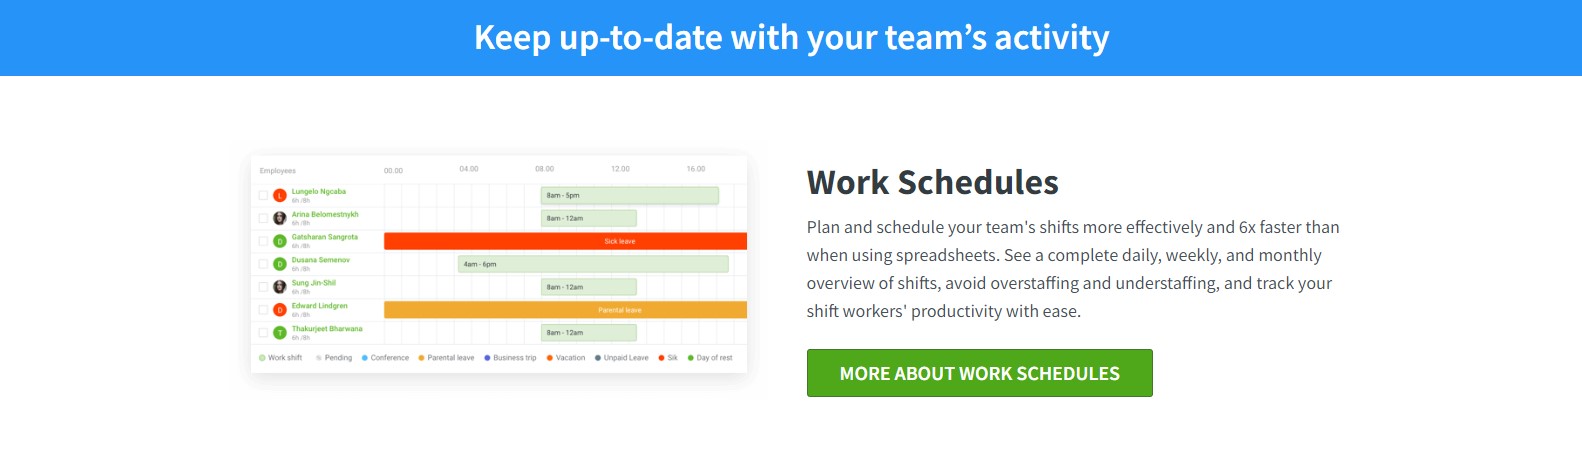 Keep up-to-date with your team’s activity
Employees 00.00 04.00 08.00 12.00 16.00
L Lungelo Ngcaba 8am - 5pm
6h /8h
Arina Belomestnykh 8am - 12am
6h /8h
D Gatsharan Sangrota Sick leave
6h /8h
D Dusana Semenov 4am - 6pm
6h /8h
Sung Jin-Shil 8am - 12am
6h /8h
D Edward Lindgren Parental leave
6h /8h
T Thakurjeet Bharwana 8am - 12am
6h /8h
Work shift Pending Conference Parental leave Business trip Vacation Unpaid Leave Sik Day of rest
Work Schedules
Plan and schedule your team's shifts more effectively and 6x faster than
when using spreadsheets. See a complete daily, weekly, and monthly
overview of shifts, avoid overstaffing and understaffing, and track your
shift workers' productivity with ease.
MORE ABOUT WORK SCHEDULES